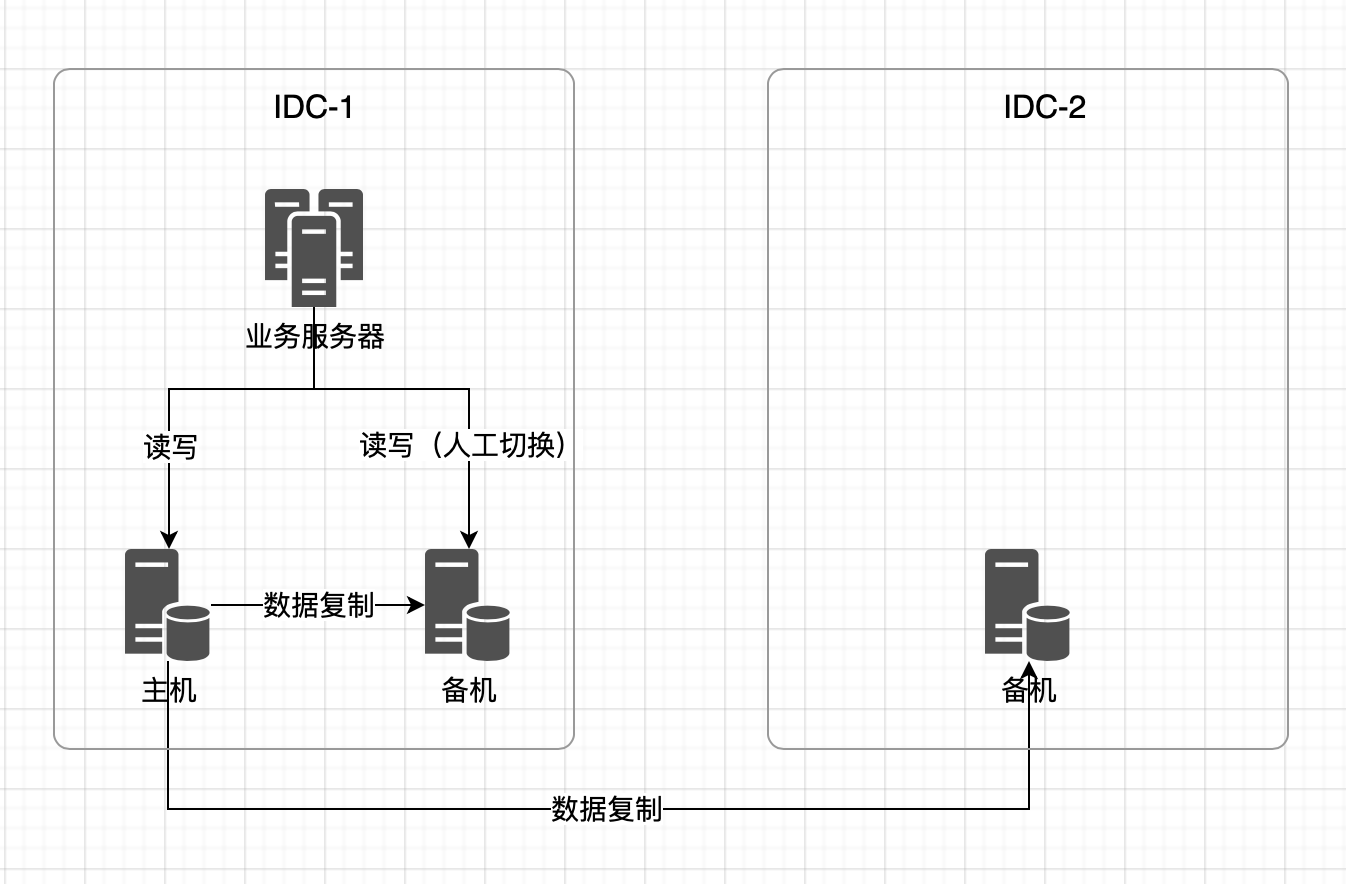 IDC-1
IDC-2
业务服务器
读写
读写（人工切换）
数据复制
主机
备机
备机
数据复制